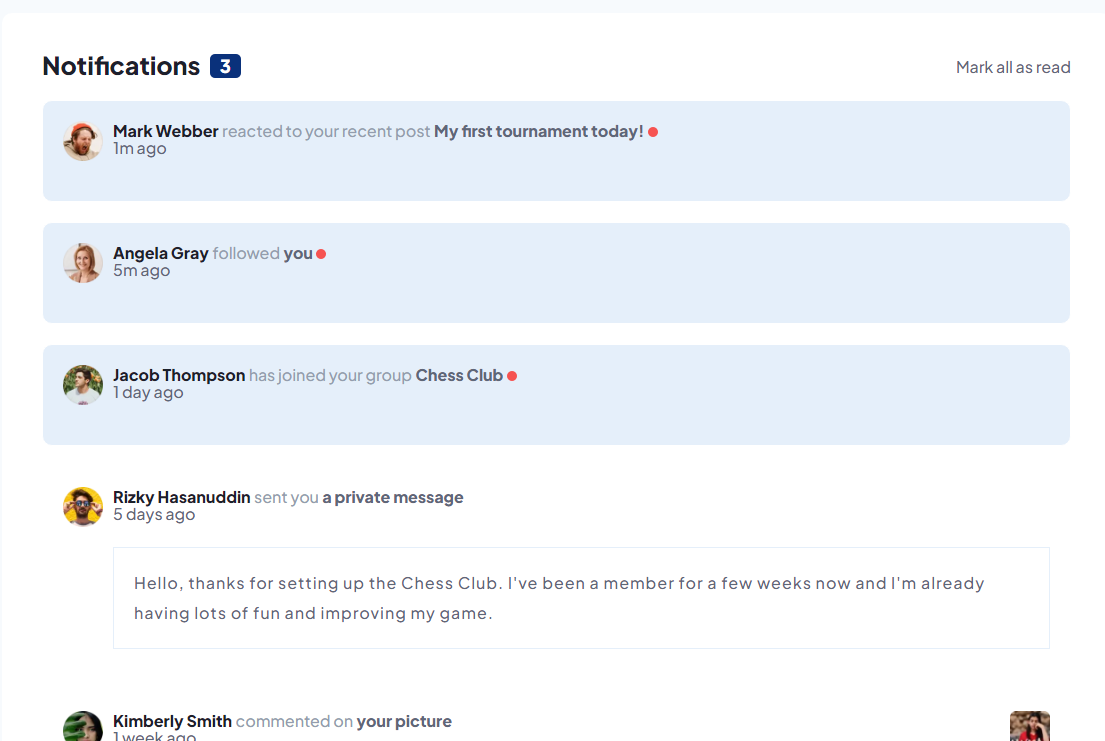 Notifications 3
Mark all as read
Mark Webber reacted to your recent post My first tournament today!
1m ago
Angela Gray followed you
5m ago
Jacob Thompson has joined your group Chess Club
1 day ago
Rizky Hasanuddin sent you a private message
5 days ago
Hello, thanks for setting up the Chess Club. I've been a member for a few weeks now and I'm already
having lots of fun and improving my game.
Kimberly Smith commented on your picture
1 week ago